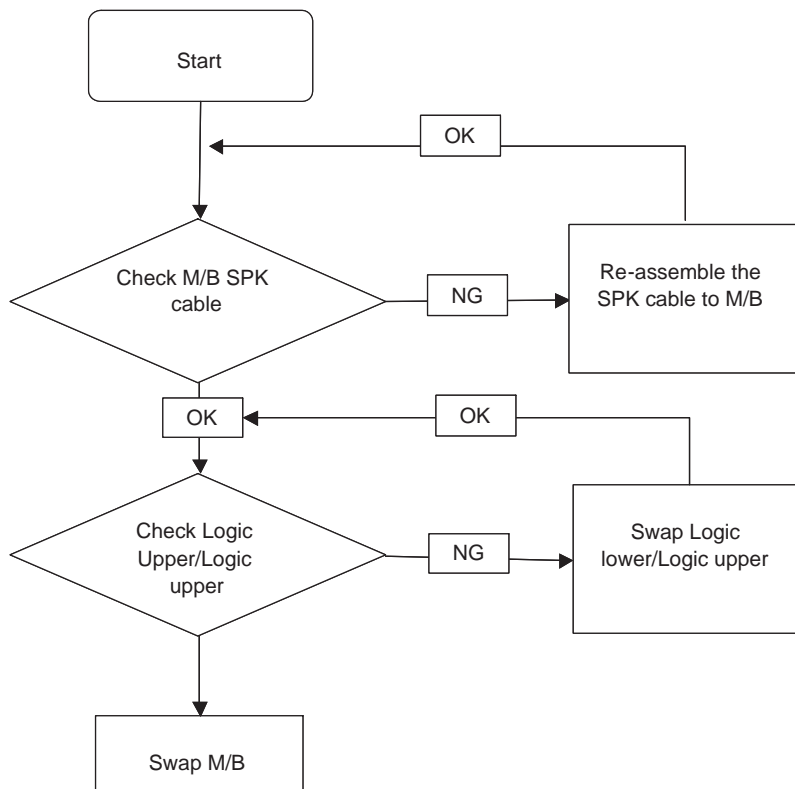 Start
OK
Check M/B SPK
cable
NG
Re-assemble the
SPK cable to M/B
OK
OK
Check Logic
Upper/Logic
upper
NG
Swap Logic
lower/Logic upper
Swap M/B